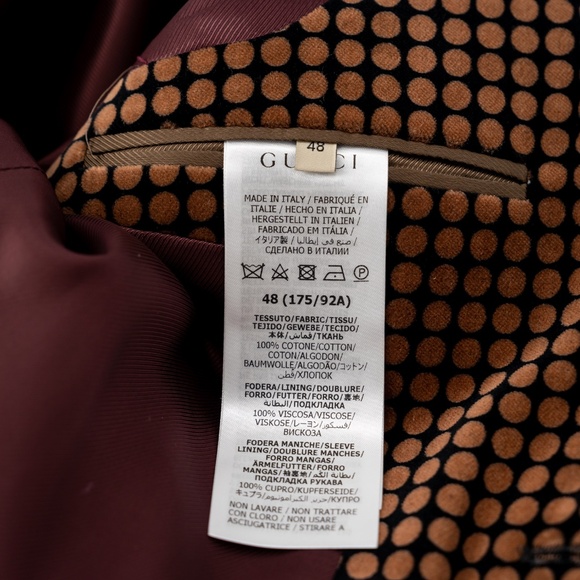 48
GUCCI
MADE IN ITALY / FABRIQUÉ EN
ITALIE / HECHO EN ITALIA /
HERGESTELLT IN ITALIEN /
FABRICADO EM ITÁLIA /
イタリア製 / صنع في إيطاليا /
СДЕЛАНО В ИТАЛИИ
P
48 (175/92A)
TESSUTO/FABRIC/TISSU/
TEJIDO/GEWEBE/TECIDO/
本体/قماش/ТКАНЬ
100% COTONE/COTTON/
COTON/ALGODON/
BAUMWOLLE/ALGODÃO/コットン/
قطن/ХЛОПОК
FODERA/LINING/DOUBLURE/
FORRO/FUTTER/FORRO/裏地/
البطانة/ПОДКЛАДКА
100% VISCOSA/VISCOSE/
VISKOSE/レーヨン/فسكوز/
ВИСКОЗА
FODERA MANICHE/SLEEVE
LINING/DOUBLURE MANCHES/
FORRO MANGAS/
ÄRMELFUTTER/FORRO
MANGAS/袖裏地/بطانة الكم/
ПОДКЛАДКА РУКАВА
100% CUPRO/KUPFERSEIDE/
キュプラ/حرير الكوبرامونيوم/КУПРО
NON LAVARE / NON TRATTARE
CON CLORO / NON USARE
ASCIUGATRICE / STIRARE A